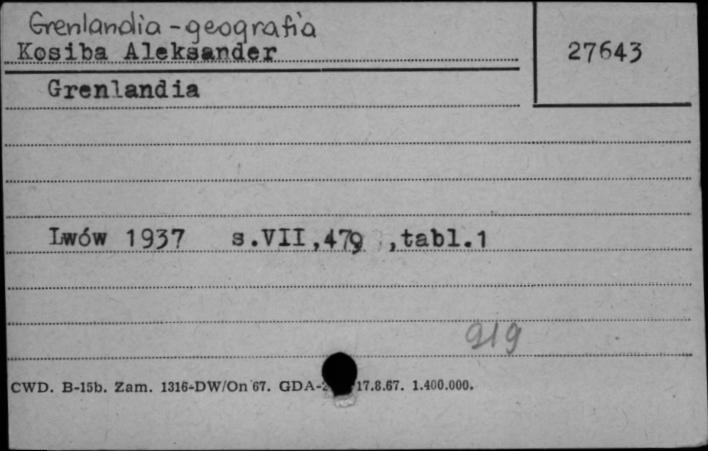 Grenlandia - geografia
Kosiba Aleksander
27643
Grenlandia
Lwów 1937 s.VII,479 ,tabl.1
919
CWD. B-15b. Zam. 1316-DW/On 67. GDA- 17.8.67. 1.400.000.